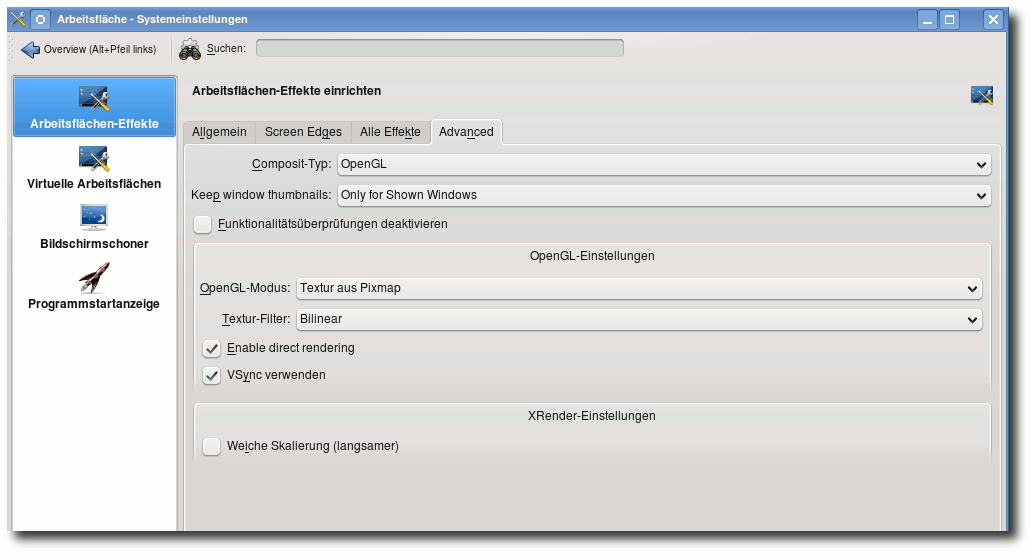 Arbeitsfläche - Systemeinstellungen
Overview (Alt+Pfeil links) Suchen:
Arbeitsflächen-Effekte
Virtuelle Arbeitsflächen
Bildschirmschoner
Programmstartanzeige
Arbeitsflächen-Effekte einrichten
Allgemein Screen Edges Alle Effekte Advanced
Composit-Typ: OpenGL
Keep window thumbnails: Only for Shown Windows
Funktionalitätsüberprüfungen deaktivieren
OpenGL-Einstellungen
OpenGL-Modus: Textur aus Pixmap
Textur-Filter: Bilinear
Enable direct rendering
VSync verwenden
XRender-Einstellungen
Weiche Skalierung (langsamer)